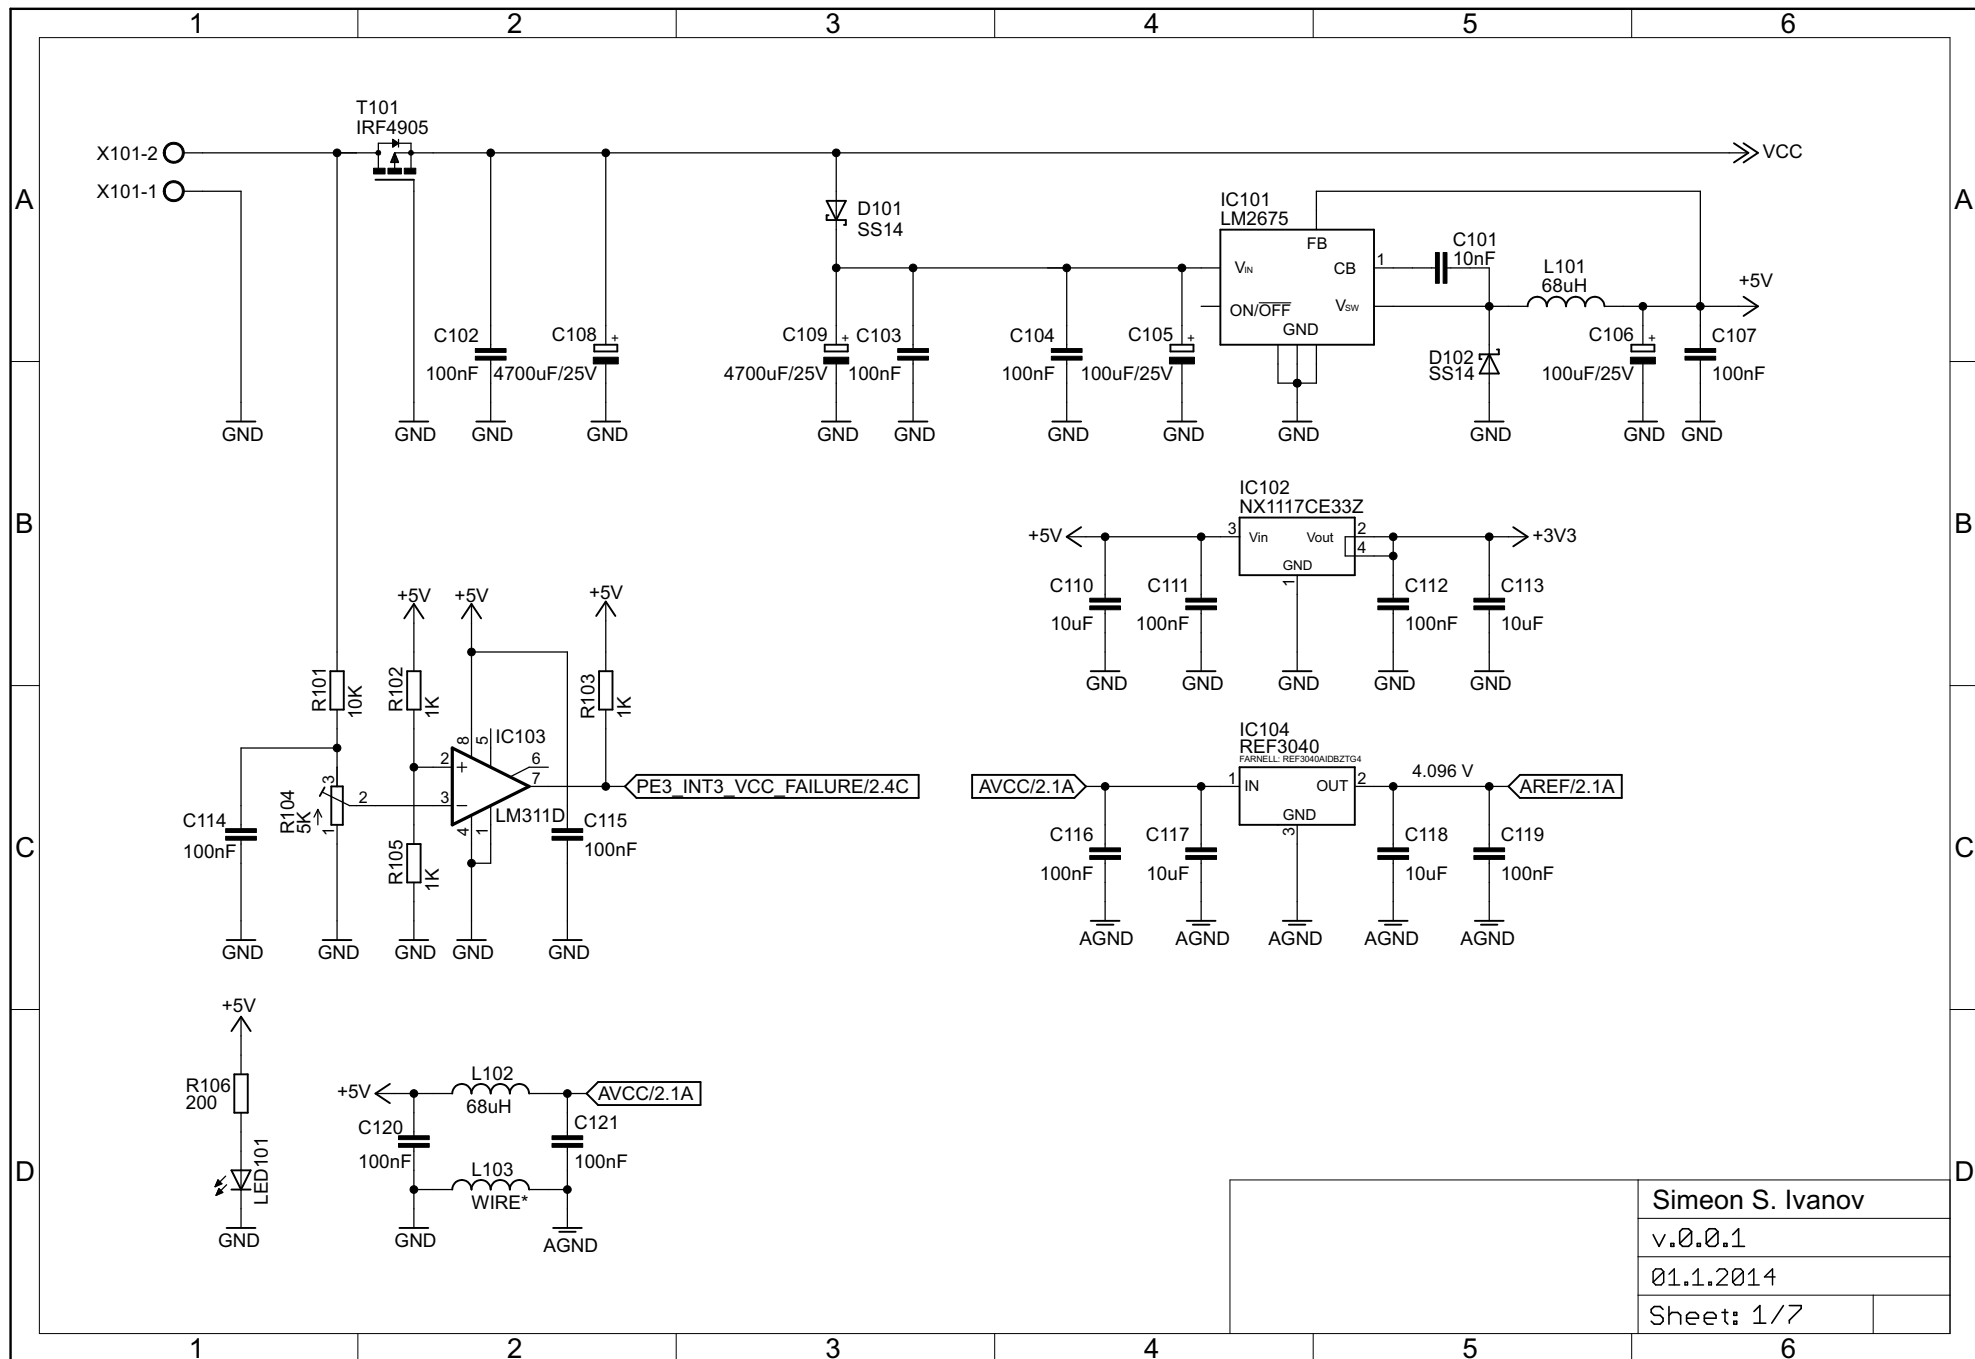 1 2 3 4 5 6
A A
B B
C C
D D
T101
IRF4905
X101-2
X101-1
VCC
D101
SS14
IC101
LM2675
FB
VIN
CB
1
ON/OFF
VSW
GND
C101
10nF
L101
68uH
+5V
C102
100nF
C108
+
4700uF/25V
C109
+
4700uF/25V
C103
100nF
C104
100nF
C105
+
100uF/25V
D102
SS14
C106
+
100uF/25V
C107
100nF
GND
GND
GND
GND
GND
GND
GND
GND
GND
GND
GND
GND
IC102
NX1117CE33Z
+5V
3
Vin
Vout
2
4
GND
1
+3V3
C110
10uF
C111
100nF
C112
100nF
C113
10uF
GND
GND
GND
GND
GND
+5V
+5V
+5V
R101
10K
R102
1K
R103
1K
IC103
8
5
2
+
6
7
3
-
4
1
LM311D
PE3_INT3_VCC_FAILURE/2.4C
3
2
1
R104
5K
C114
100nF
R105
1K
C115
100nF
GND
GND
GND
GND
GND
IC104
REF3040
FARNELL: REF3040AIDBZTG4
AVCC/2.1A
1
IN
OUT
2
GND
3
4.096 V
AREF/2.1A
C116
100nF
C117
10uF
C118
10uF
C119
100nF
AGND
AGND
AGND
AGND
AGND
+5V
R106
200
LED101
GND
+5V
L102
68uH
AVCC/2.1A
C120
100nF
C121
100nF
L103
WIRE*
GND
AGND
Simeon S. Ivanov
v.0.0.1
01.1.2014
Sheet: 1/7
1 2 3 4 5 6